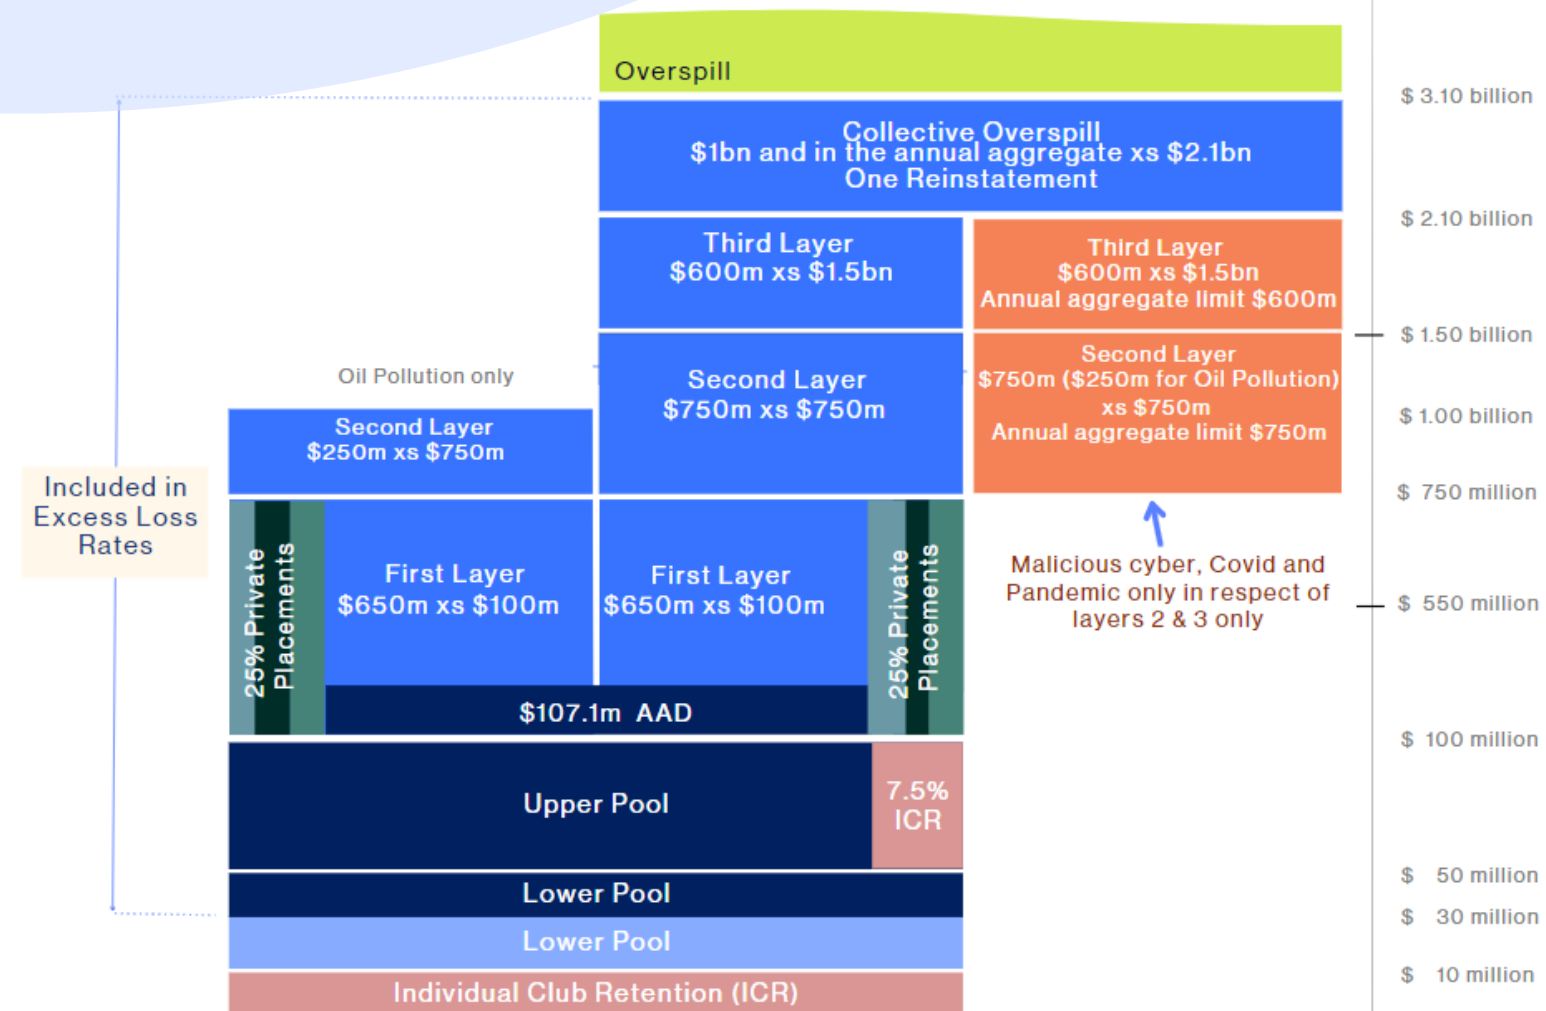 Overspill
$ 3.10 billion
Collective Overspill
$1bn and in the annual aggregate xs $2.1bn
One Reinstatement
$ 2.10 billion
Third Layer
$600m xs $1.5bn
Third Layer
$600m xs $1.5bn
Annual aggregate limit $600m
$ 1.50 billion
Oil Pollution only
Second Layer
$750m xs $750m
Second Layer
$750m ($250m for Oil Pollution)
xs $750m
Annual aggregate limit $750m
$ 1.00 billion
Second Layer
$250m xs $750m
Included in
Excess Loss
Rates
$ 750 million
25% Private
Placements
First Layer
$650m xs $100m
First Layer
$650m xs $100m
25% Private
Placements
Malicious cyber, Covid and
Pandemic only in respect of
layers 2 & 3 only
$ 550 million
$107.1m AAD
$ 100 million
Upper Pool
7.5%
ICR
$ 50 million
Lower Pool
$ 30 million
Lower Pool
$ 10 million
Individual Club Retention (ICR)